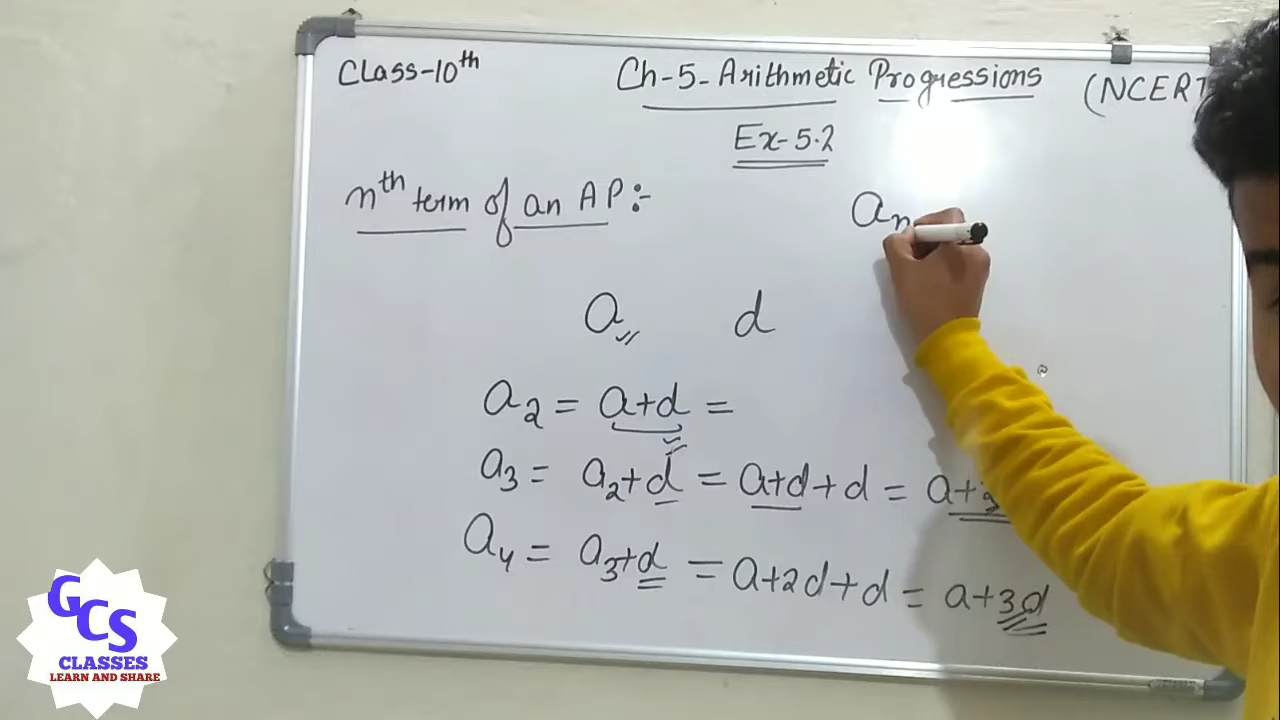 Class-10th
Ch-5-Arithmetic Progressions (NCERT
Ex-5.2
nth term of an AP:-
an
a d
a2 = a+d =
a3 = a2+d = a+d+d = a+2
a4 = a3+d = a+2d+d = a+3d
GCS
CLASSES
LEARN AND SHARE